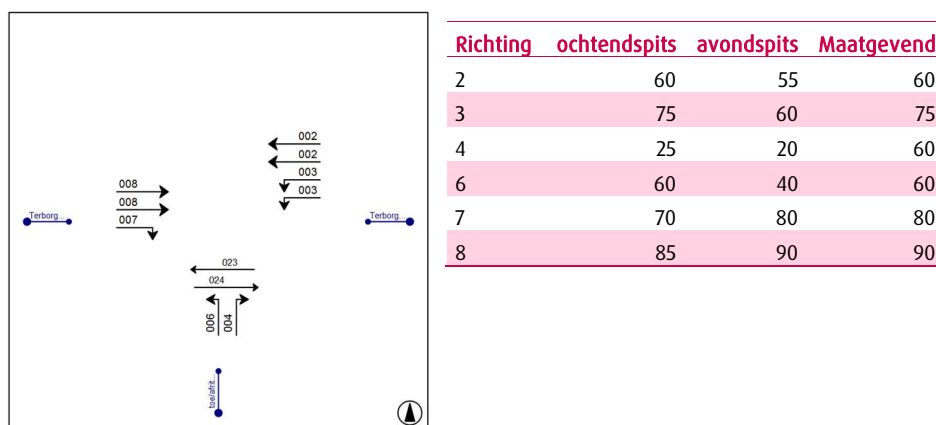 002
002
003
003
008
008
007
Terborg...
Terborg...
023
024
006
004
toe/afrit...
Richting ochtendspits avondspits Maatgevend
2 60 55 60
3 75 60 75
4 25 20 60
6 60 40 60
7 70 80 80
8 85 90 90